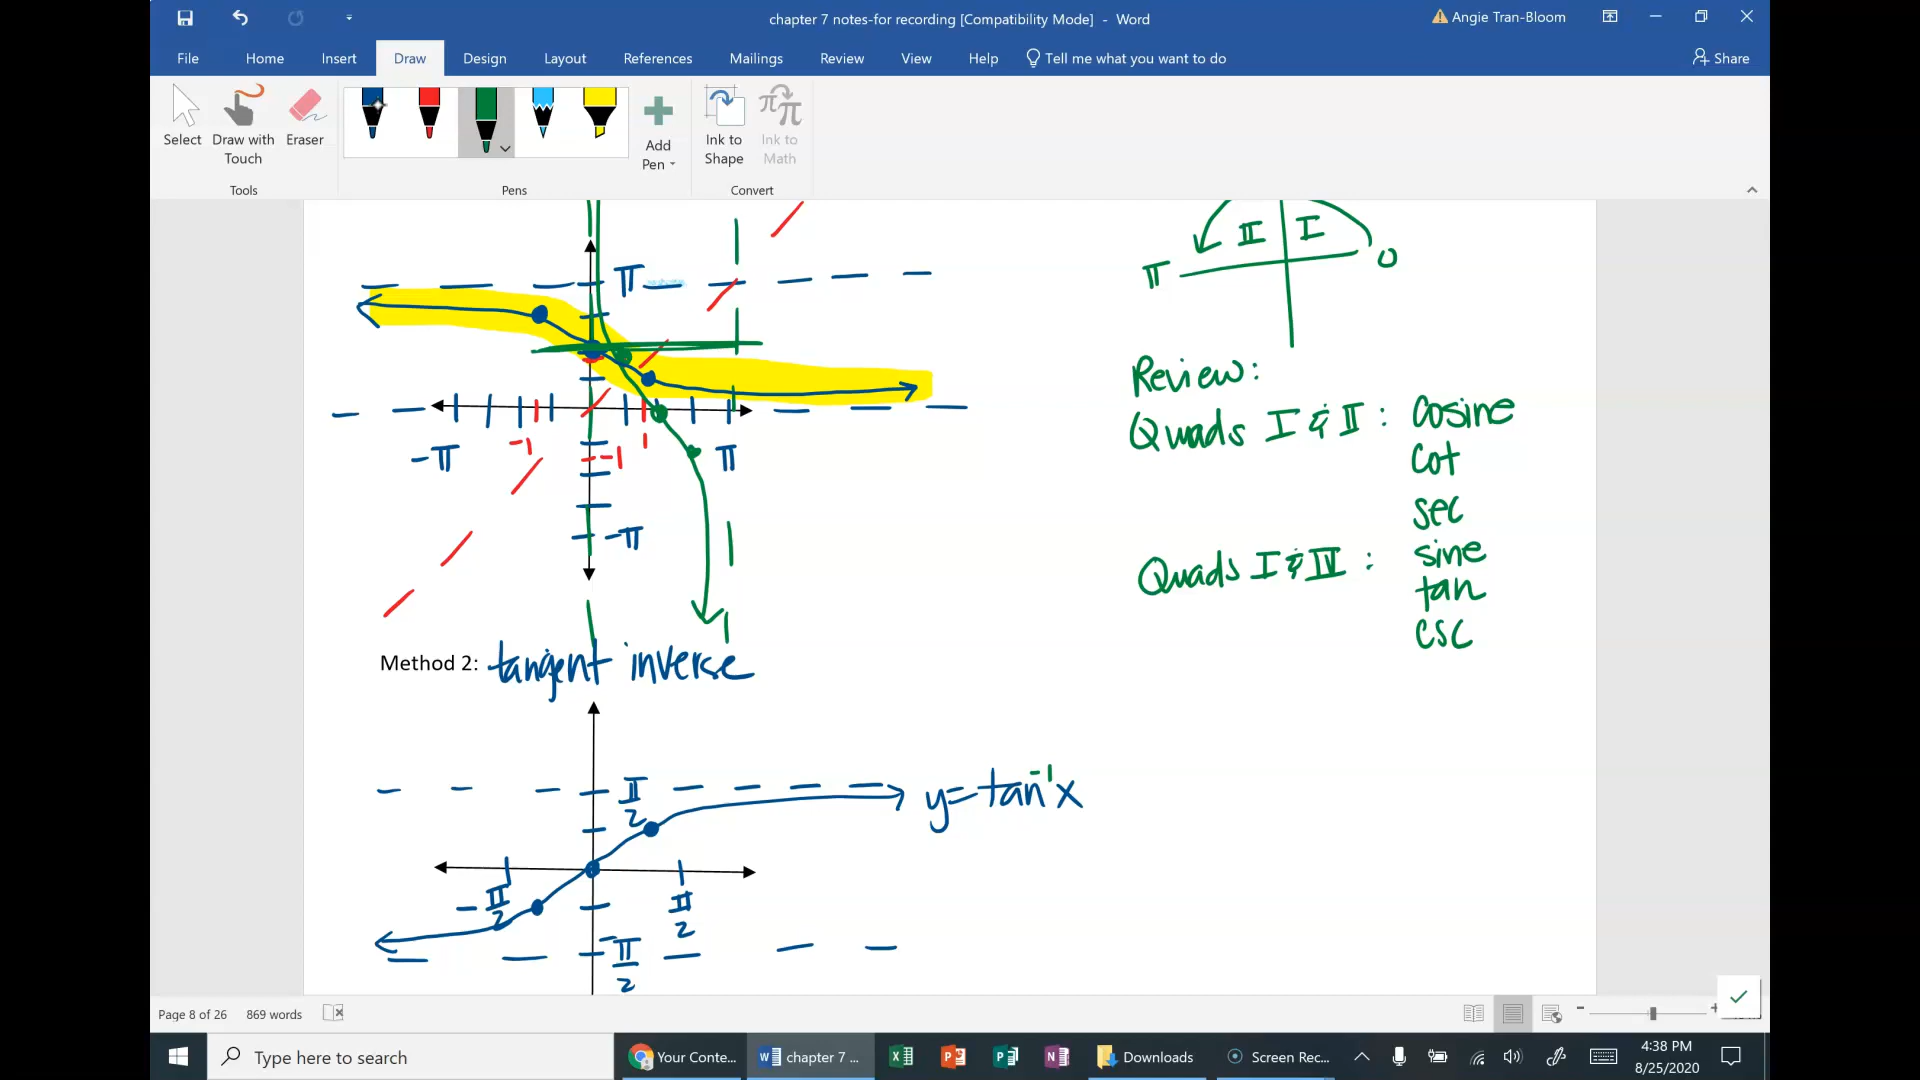 chapter 7 notes-for recording [Compatibility Mode] - Word
Angie Tran-Bloom
File Home Insert Draw Design Layout References Mailings Review View Help Tell me what you want to do Share
Select
Draw with Touch
Eraser
Add Pen
Ink to Shape
Ink to Math
Tools
Pens
Convert
π
-π
-1
-1
1
π
-π
II I
π
0
Review:
Quads I & II : cosine
cot
sec
Quads I & IV : sine
tan
csc
Method 2: tangent inverse
π/2
y=tan⁻¹x
-π/2
π/2
-π/2
Page 8 of 26 869 words
Type here to search
Your Conte...
chapter 7 ...
Downloads
Screen Rec...
4:38 PM
8/25/2020